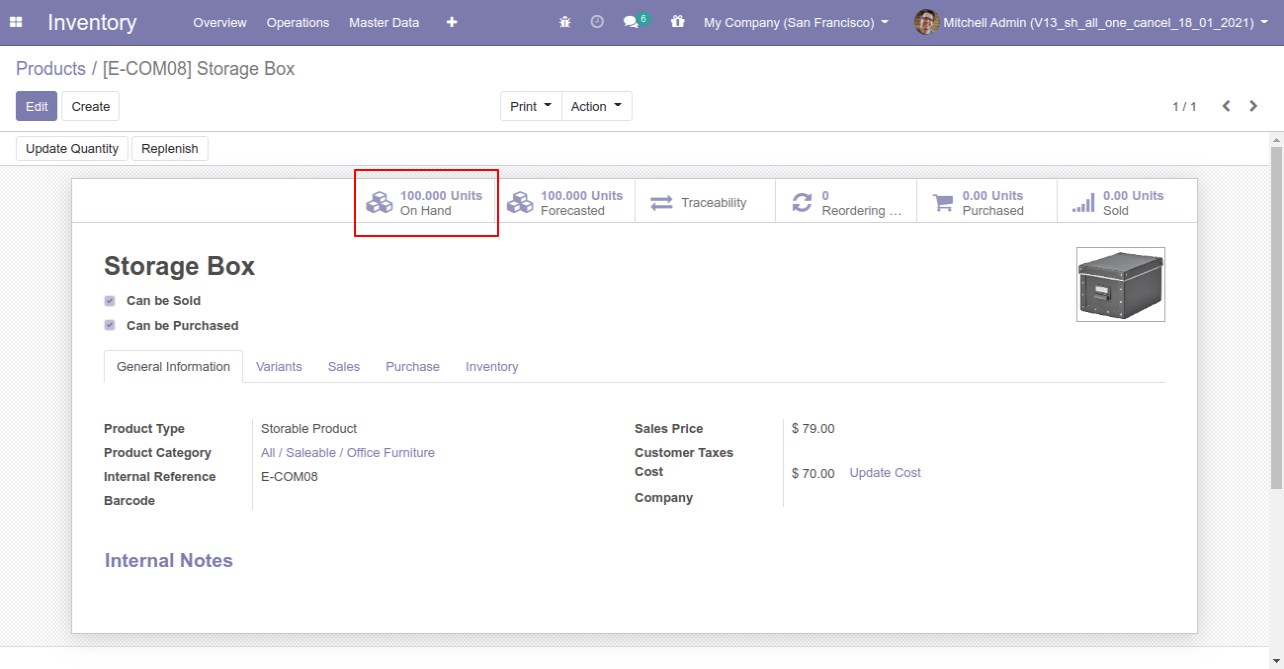 Inventory Overview Operations Master Data 6 My Company (San Francisco) Mitchell Admin (V13_sh_all_one_cancel_18_01_2021)
Products / [E-COM08] Storage Box
Edit Create Print Action 1 / 1
Update Quantity Replenish
100.000 Units 100.000 Units 0 0.00 Units 0.00 Units
On Hand Forecasted Traceability Reordering ... Purchased Sold
Storage Box
Can be Sold
Can be Purchased
General Information Variants Sales Purchase Inventory
Product Type Storable Product Sales Price $ 79.00
Product Category All / Saleable / Office Furniture Customer Taxes
Internal Reference E-COM08 Cost $ 70.00 Update Cost
Barcode Company
Internal Notes